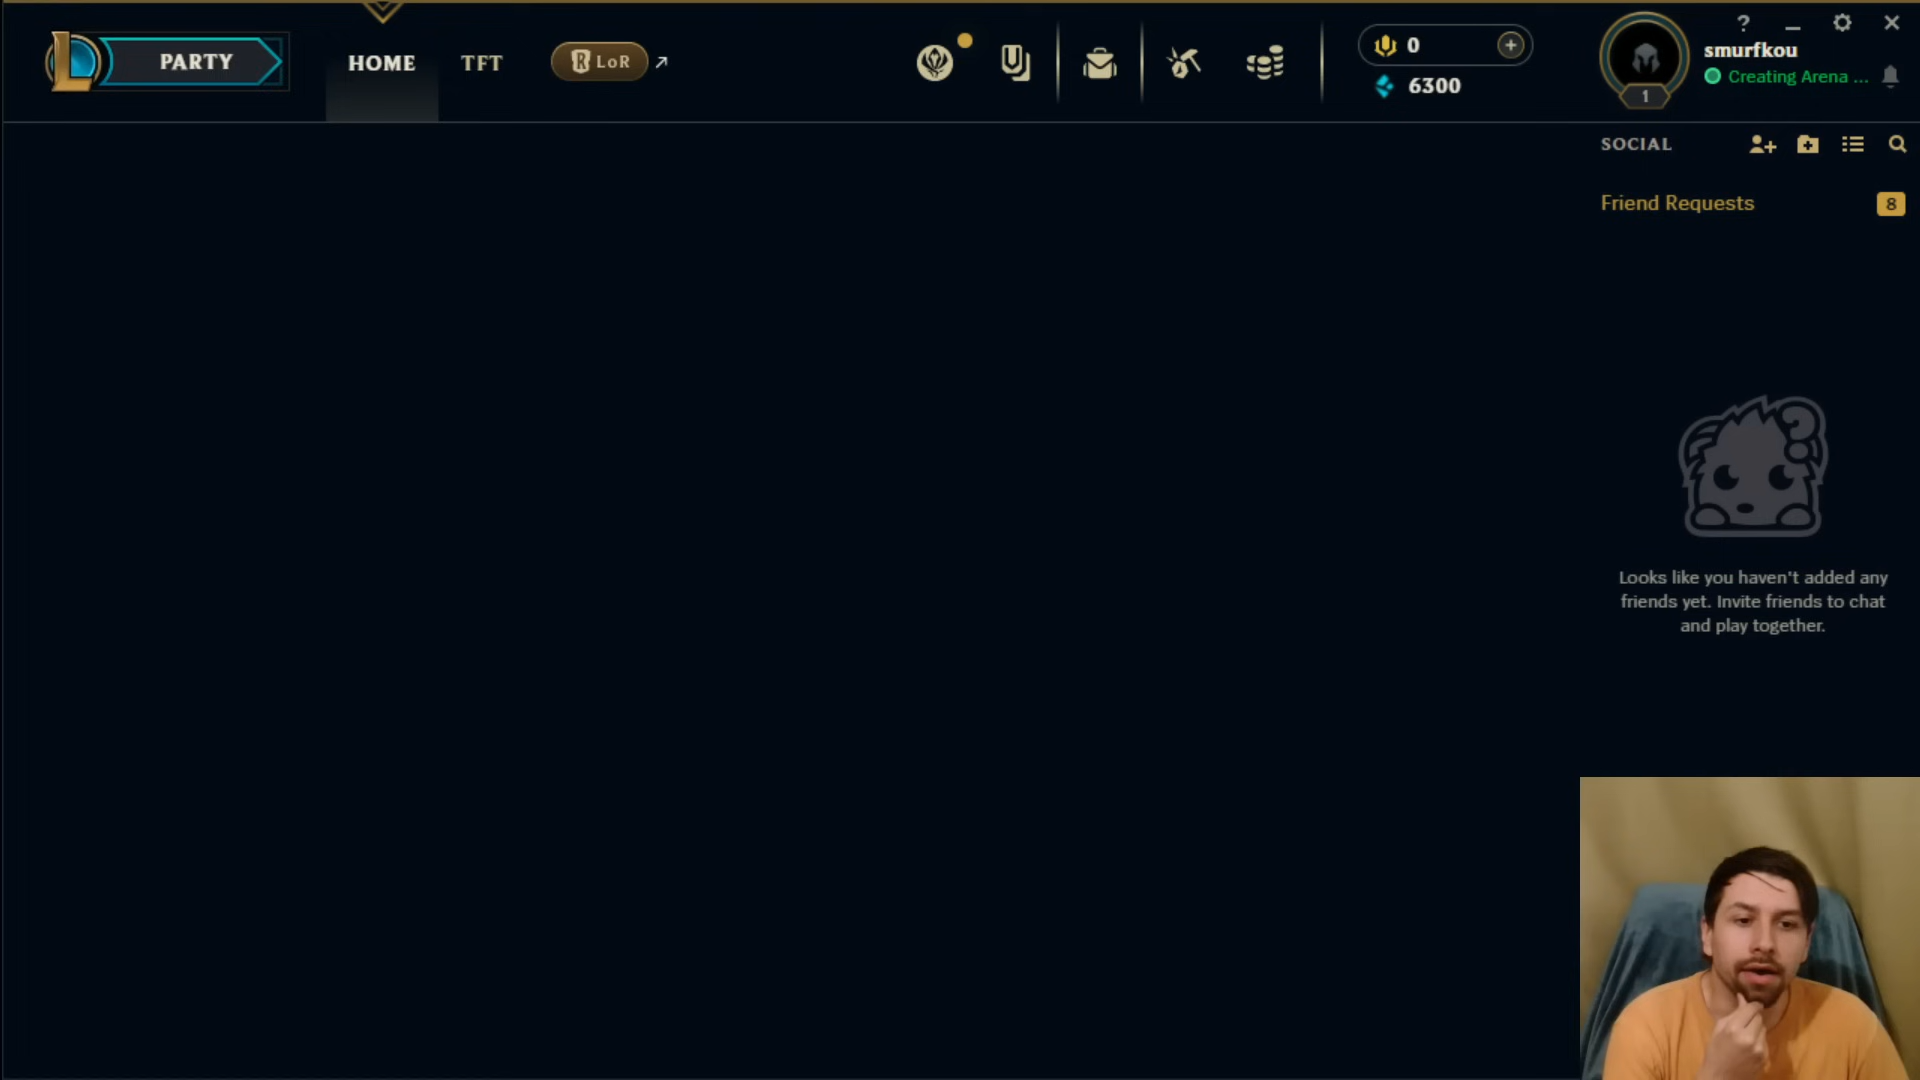 PARTY
HOME
TFT
LoR
0
6300
1
smurfkou
Creating Arena ...
SOCIAL
Friend Requests
8
Looks like you haven't added any
friends yet. Invite friends to chat
and play together.